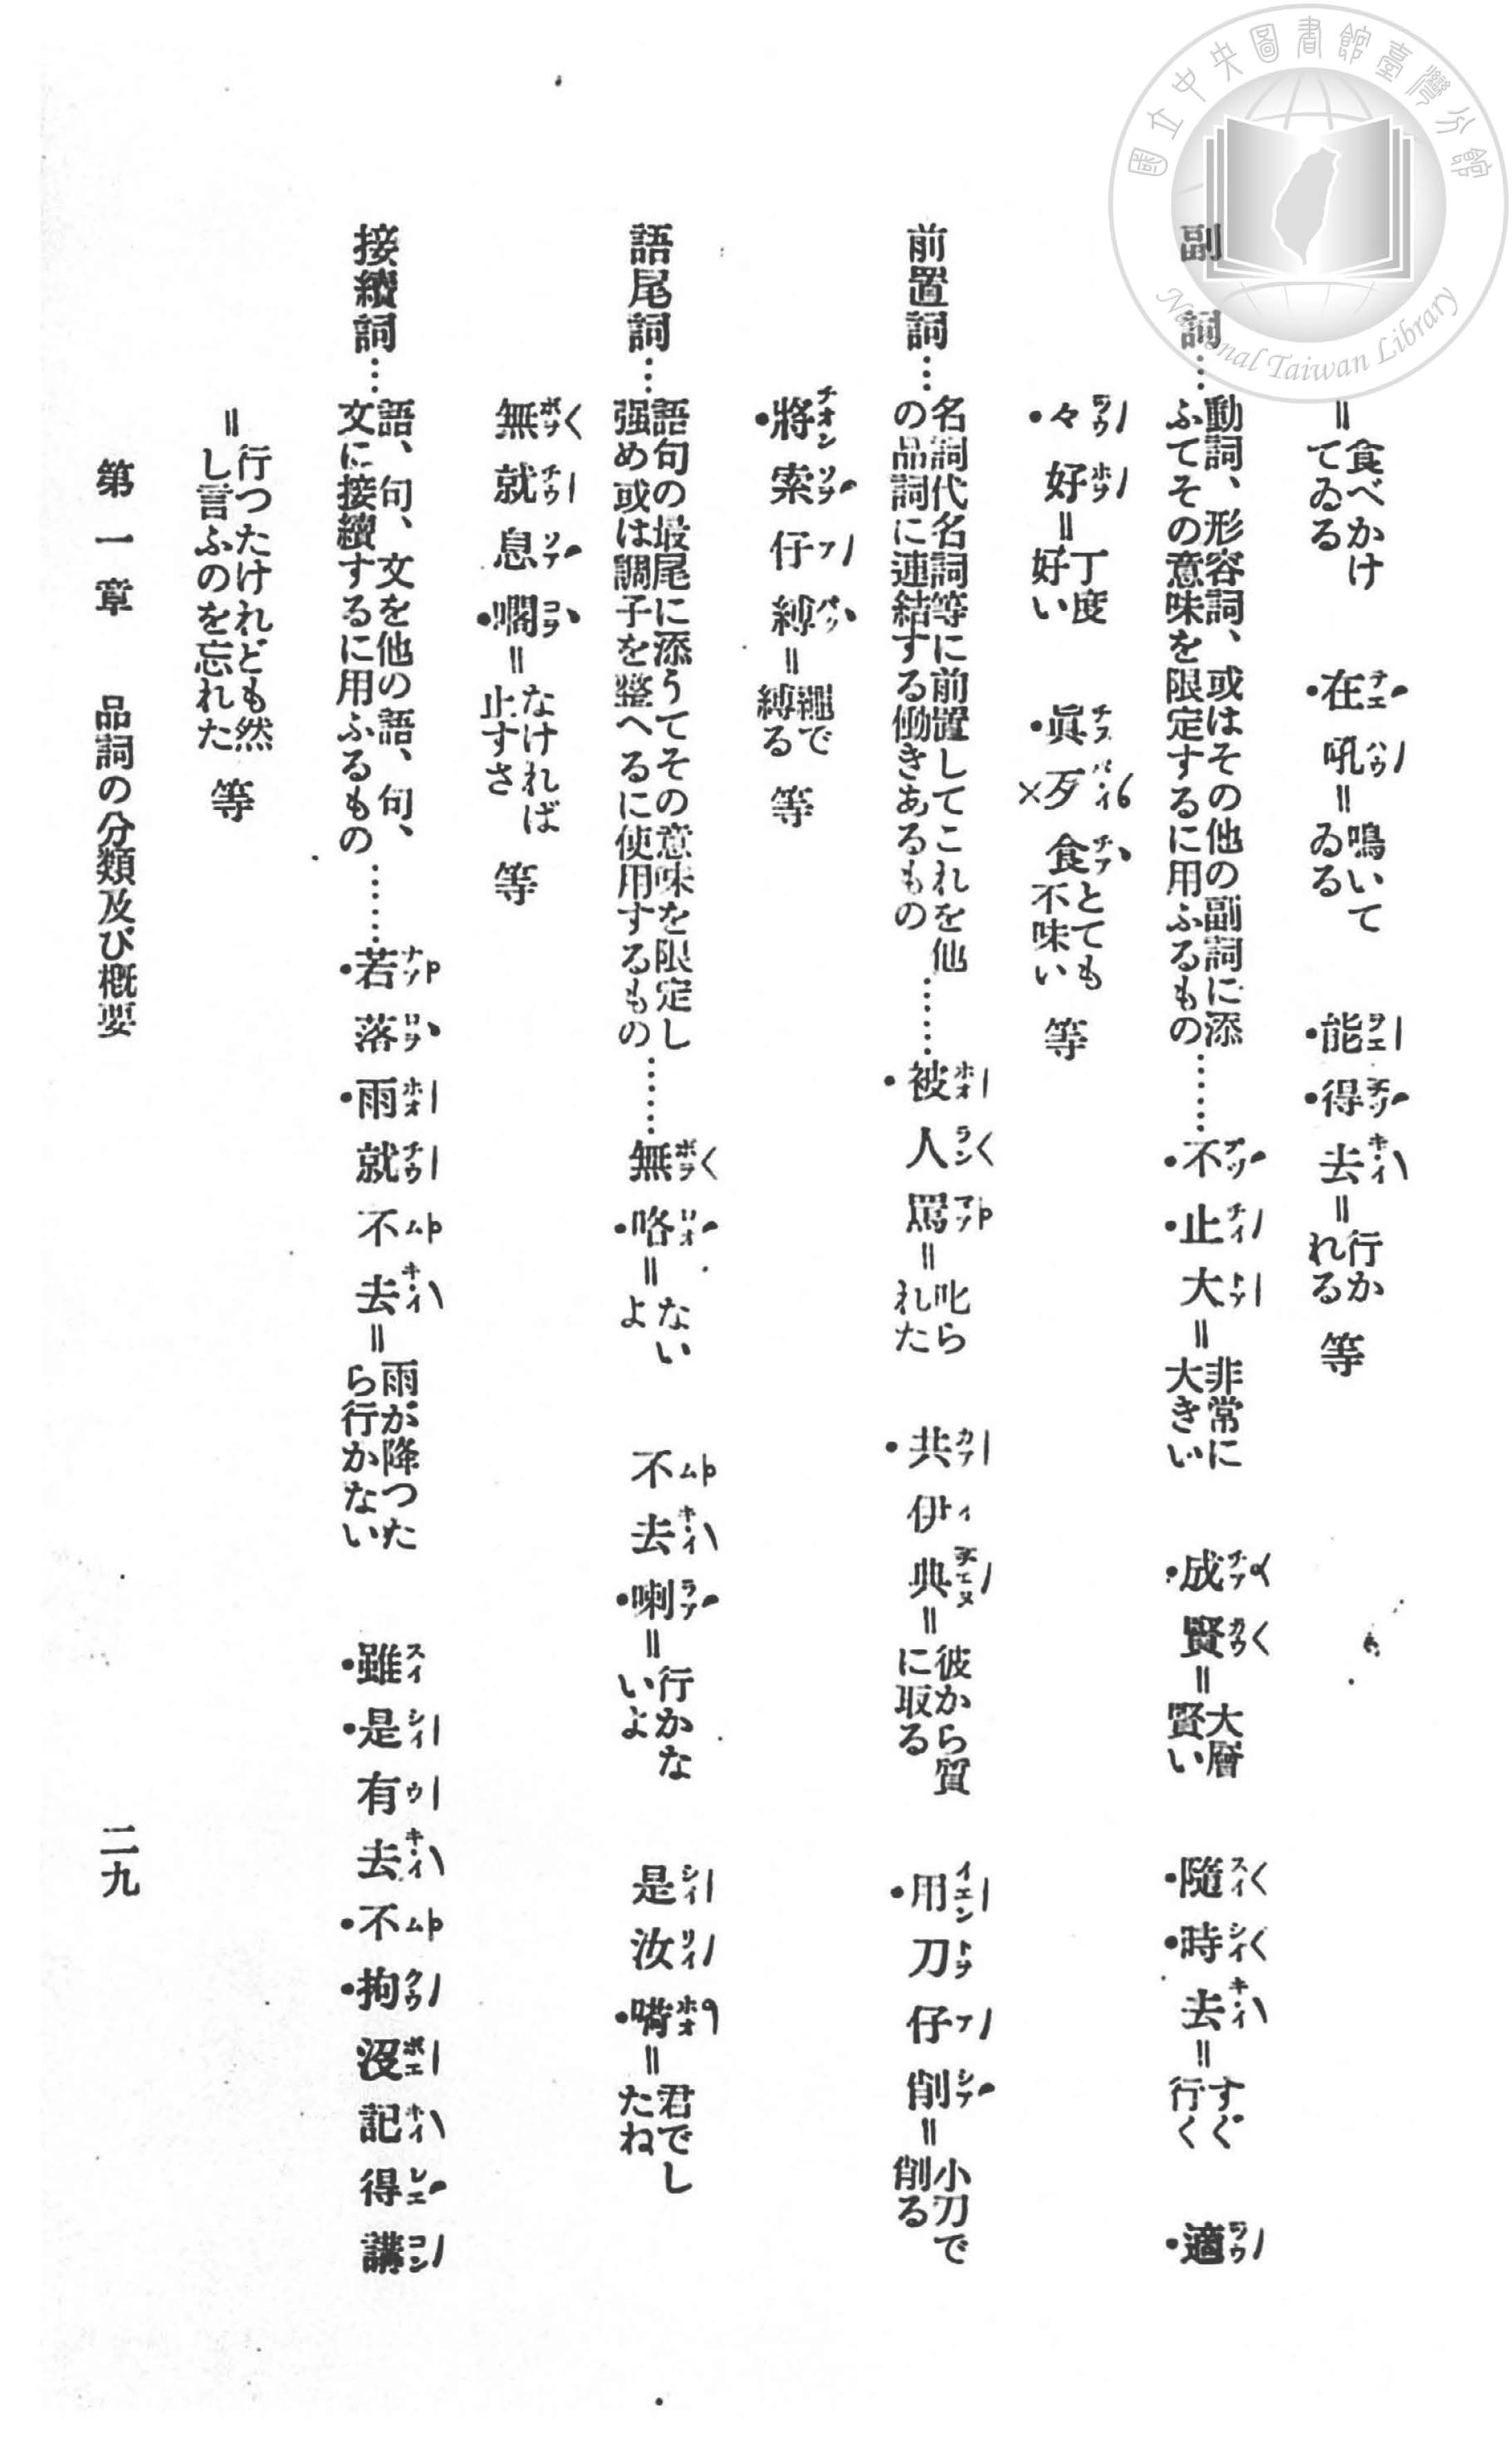 國立中央圖書館臺灣分館
National Taiwan Library
=食べかけてゐる ・在吼=鳴いてゐる ・能・得去=行かれる 等
副詞…動詞、形容詞、或はその他の副詞に添ふてその意味を限定するに用ふるもの……・不・止大=非常に大きい ・成賢=大層賢い ・隨・時去=すぐ行く ・適
・々好=丁度好い ・眞×歹食とても不味い 等
前置詞…名詞代名詞等に前置してこれを他の品詞に連結する働きあるもの……・被人罵=叱られた ・共伊典=彼から質に取る ・用刀仔削=小刀で削る
・將索仔縛=繩で縛る 等
語尾詞…語句の最尾に添うてその意味を限定し强め或は調子を整へるに使用するもの……無・咯=ないよ 不去・喇=行かないよ 是汝・嗬=君でしたね
無就息・嚪=なければ止すさ 等
接續詞…語、句、文を他の語、句、文に接續するに用ふるもの……・若落・雨就不去=雨が降つたら行かない ・雖・是有去・不・拘沒記得講
=行つたけれども然し言ふのを忘れた 等
第一章 品詞の分類及び概要 二九